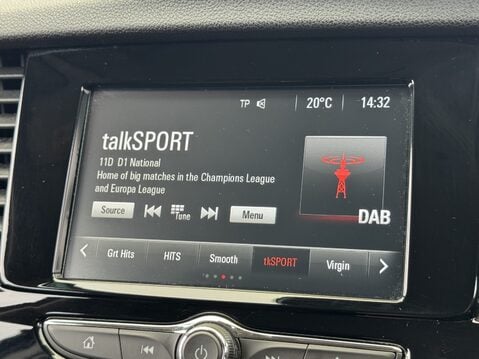 TP 20°C 14:32
talkSPORT
11D D1 National
Home of big matches in the Champions League
and Europa League
Source Tune Menu
DAB
Grt Hits HITS Smooth tkSPORT Virgin